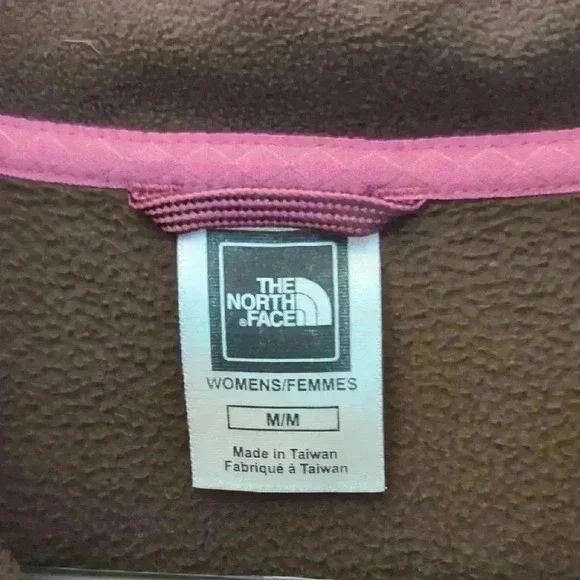 THE
NORTH
®FACE
WOMENS/FEMMES
M/M
Made in Taiwan
Fabriqué à Taiwan